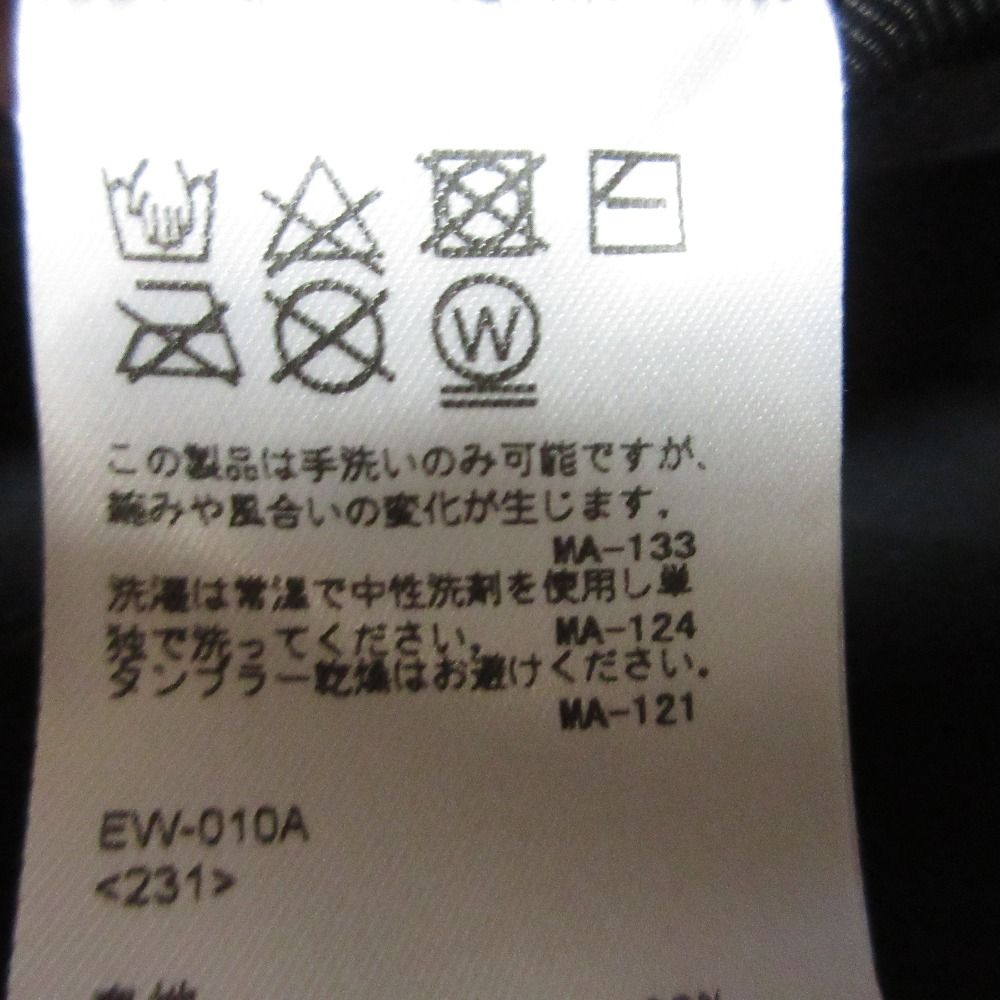 W
この製品は手洗いのみ可能ですが、
縮みや風合いの変化が生じます。
MA-133
洗濯は常温で中性洗剤を使用し単
独で洗ってください。 MA-124
タンブラー乾燥はお避けください。
MA-121
EW-010A
<231>